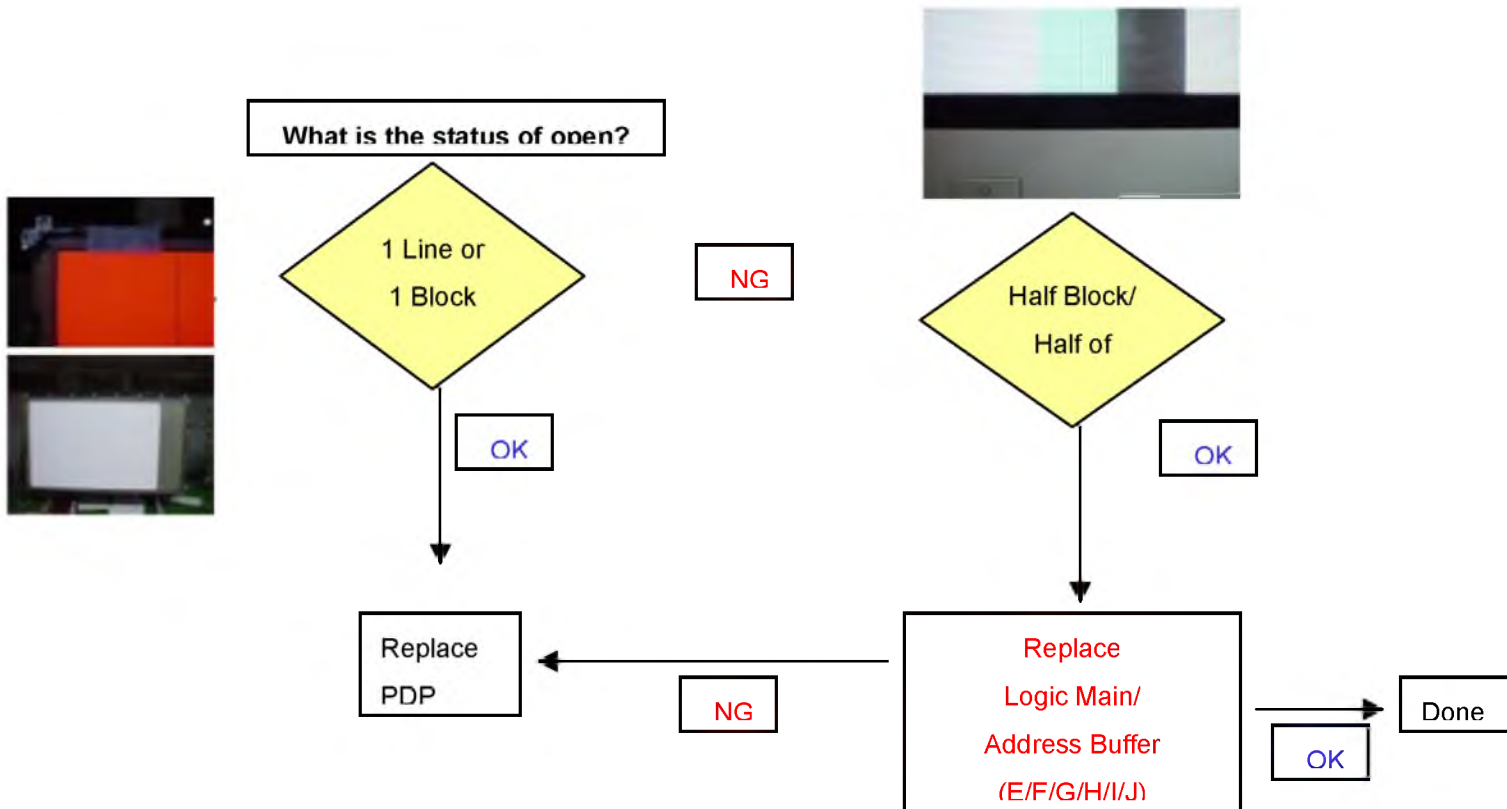 What is the status of open?
1 Line or
1 Block
NG
Half Block/
Half of
OK
OK
Replace
PDP
NG
Replace
Logic Main/
Address Buffer
(E/F/G/H/I/J)
Done
OK